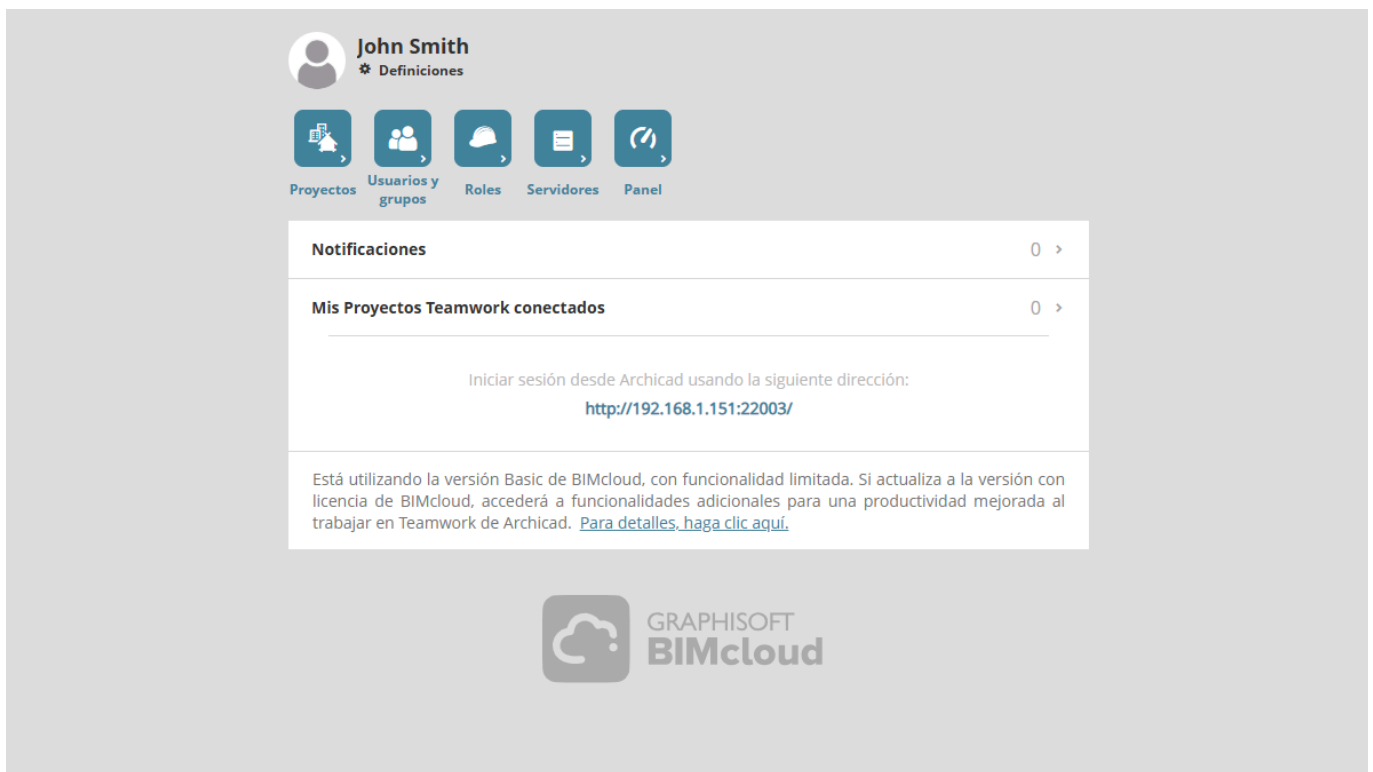 John Smith
Definiciones
Proyectos
Usuarios y
grupos
Roles
Servidores
Panel
Notificaciones 0
Mis Proyectos Teamwork conectados 0
Iniciar sesión desde Archicad usando la siguiente dirección:
http://192.168.1.151:22003/
Está utilizando la versión Basic de BIMcloud, con funcionalidad limitada. Si actualiza a la versión con
licencia de BIMcloud, accederá a funcionalidades adicionales para una productividad mejorada al
trabajar en Teamwork de Archicad. Para detalles, haga clic aquí.
GRAPHISOFT
BIMcloud